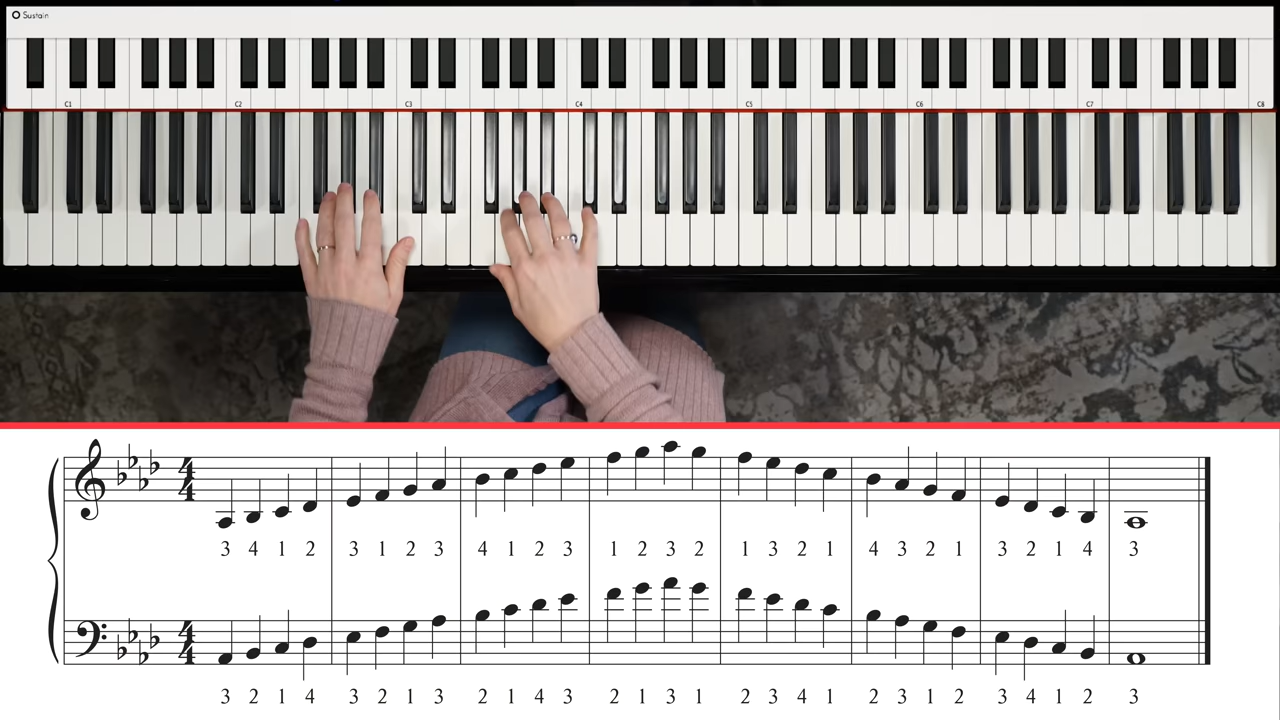 Sustain
C1 C2 C3 C4 C5 C6 C7 C8
4
4
3 4 1 2 3 1 2 3 4 1 2 3 1 2 3 2 1 3 2 1 4 3 2 1 3 2 1 4 3
4
4
3 2 1 4 3 2 1 3 2 1 4 3 2 1 3 1 2 3 4 1 2 3 1 2 3 4 1 2 3